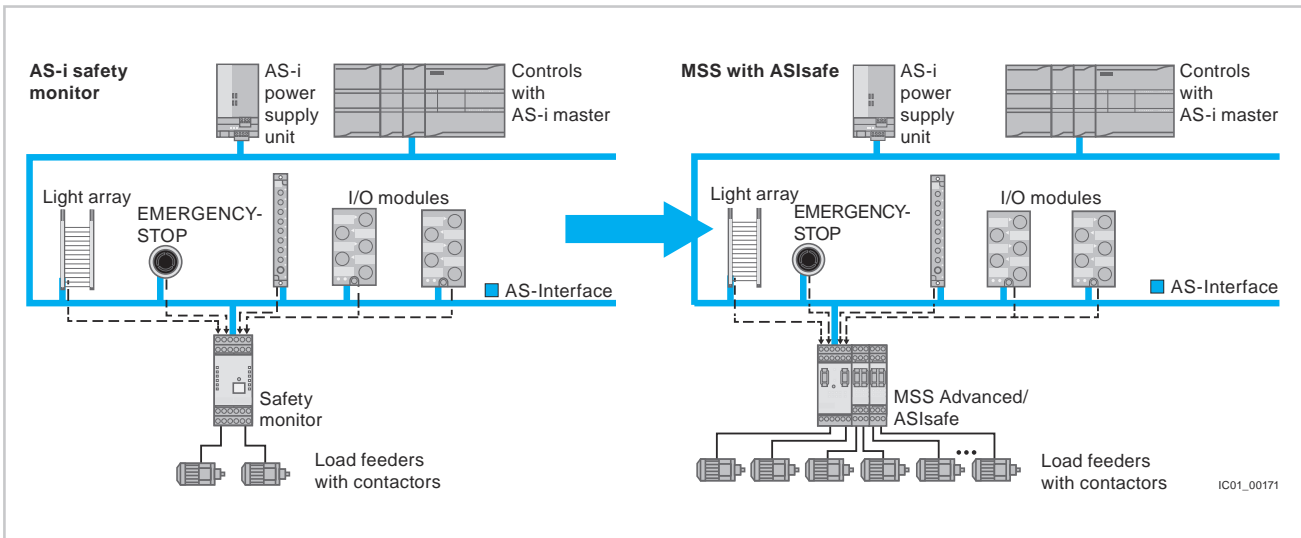 AS-i safety
monitor
AS-i
power
supply
unit
Controls
with
AS-i master
Light array
EMERGENCY-
STOP
I/O modules
AS-Interface
Safety
monitor
Load feeders
with contactors
MSS with ASIsafe
AS-i
power
supply
unit
Controls
with
AS-i master
Light array
EMERGENCY-
STOP
I/O modules
AS-Interface
MSS Advanced/
ASIsafe
Load feeders
with contactors
IC01_00171